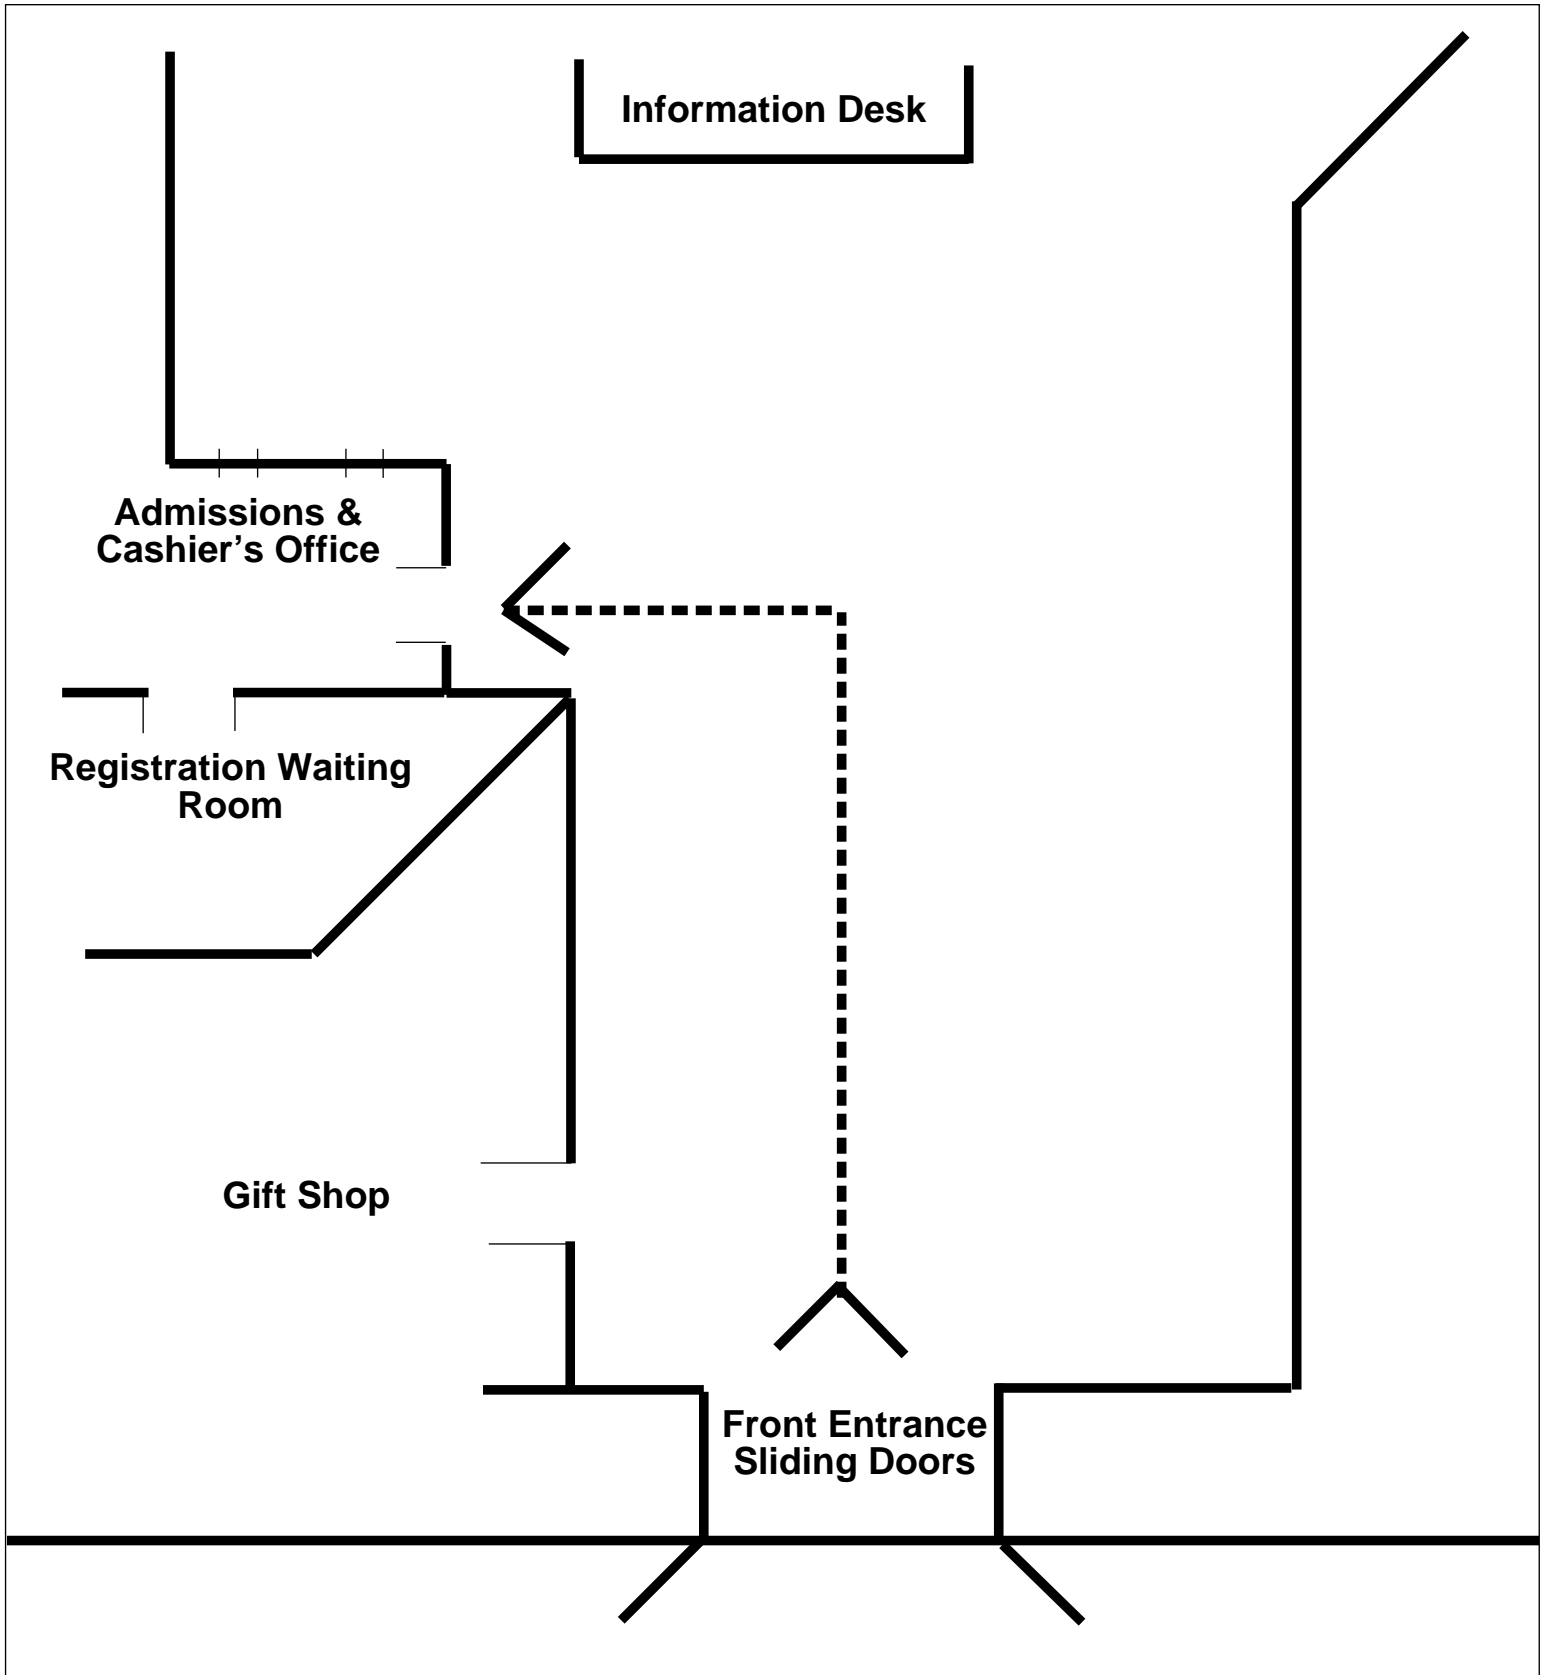 Information Desk
Admissions &
Cashier’s Office
Registration Waiting
Room
Gift Shop
Front Entrance
Sliding Doors